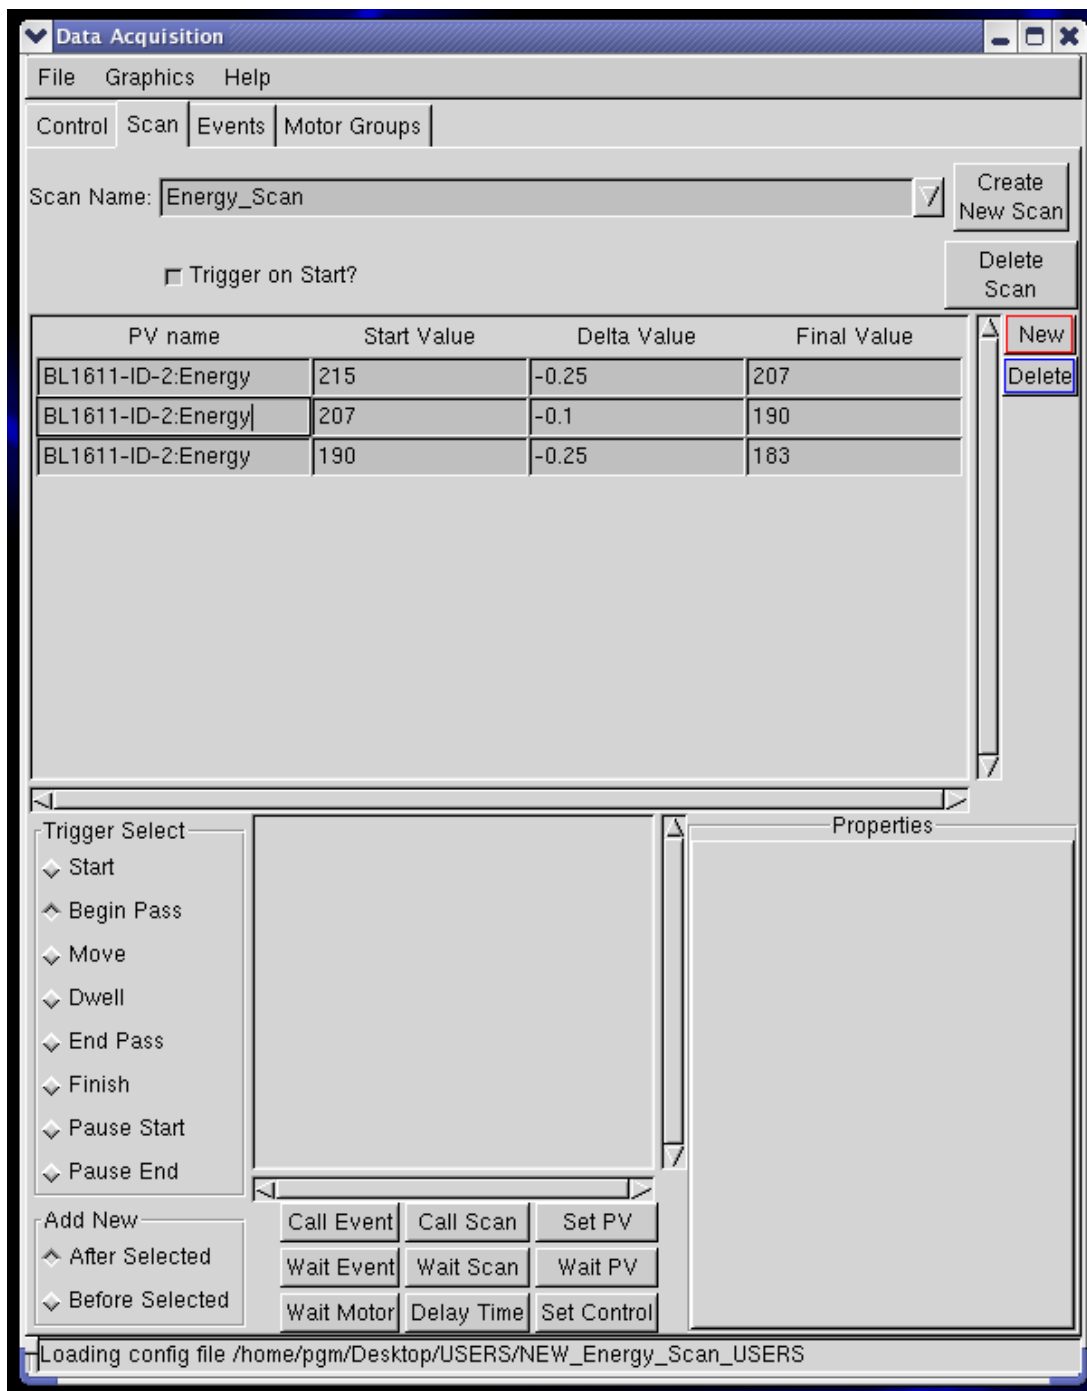 Data Acquisition
File Graphics Help
Control Scan Events Motor Groups
Scan Name: Energy_Scan
Create
New Scan
Trigger on Start?
Delete
Scan
PV name Start Value Delta Value Final Value
New
BL1611-ID-2:Energy 215 -0.25 207
Delete
BL1611-ID-2:Energy 207 -0.1 190
BL1611-ID-2:Energy 190 -0.25 183
Trigger Select
Start
Begin Pass
Move
Dwell
End Pass
Finish
Pause Start
Pause End
Properties
Add New
After Selected
Before Selected
Call Event Call Scan Set PV
Wait Event Wait Scan Wait PV
Wait Motor Delay Time Set Control
Loading config file /home/pgm/Desktop/USERS/NEW_Energy_Scan_USERS